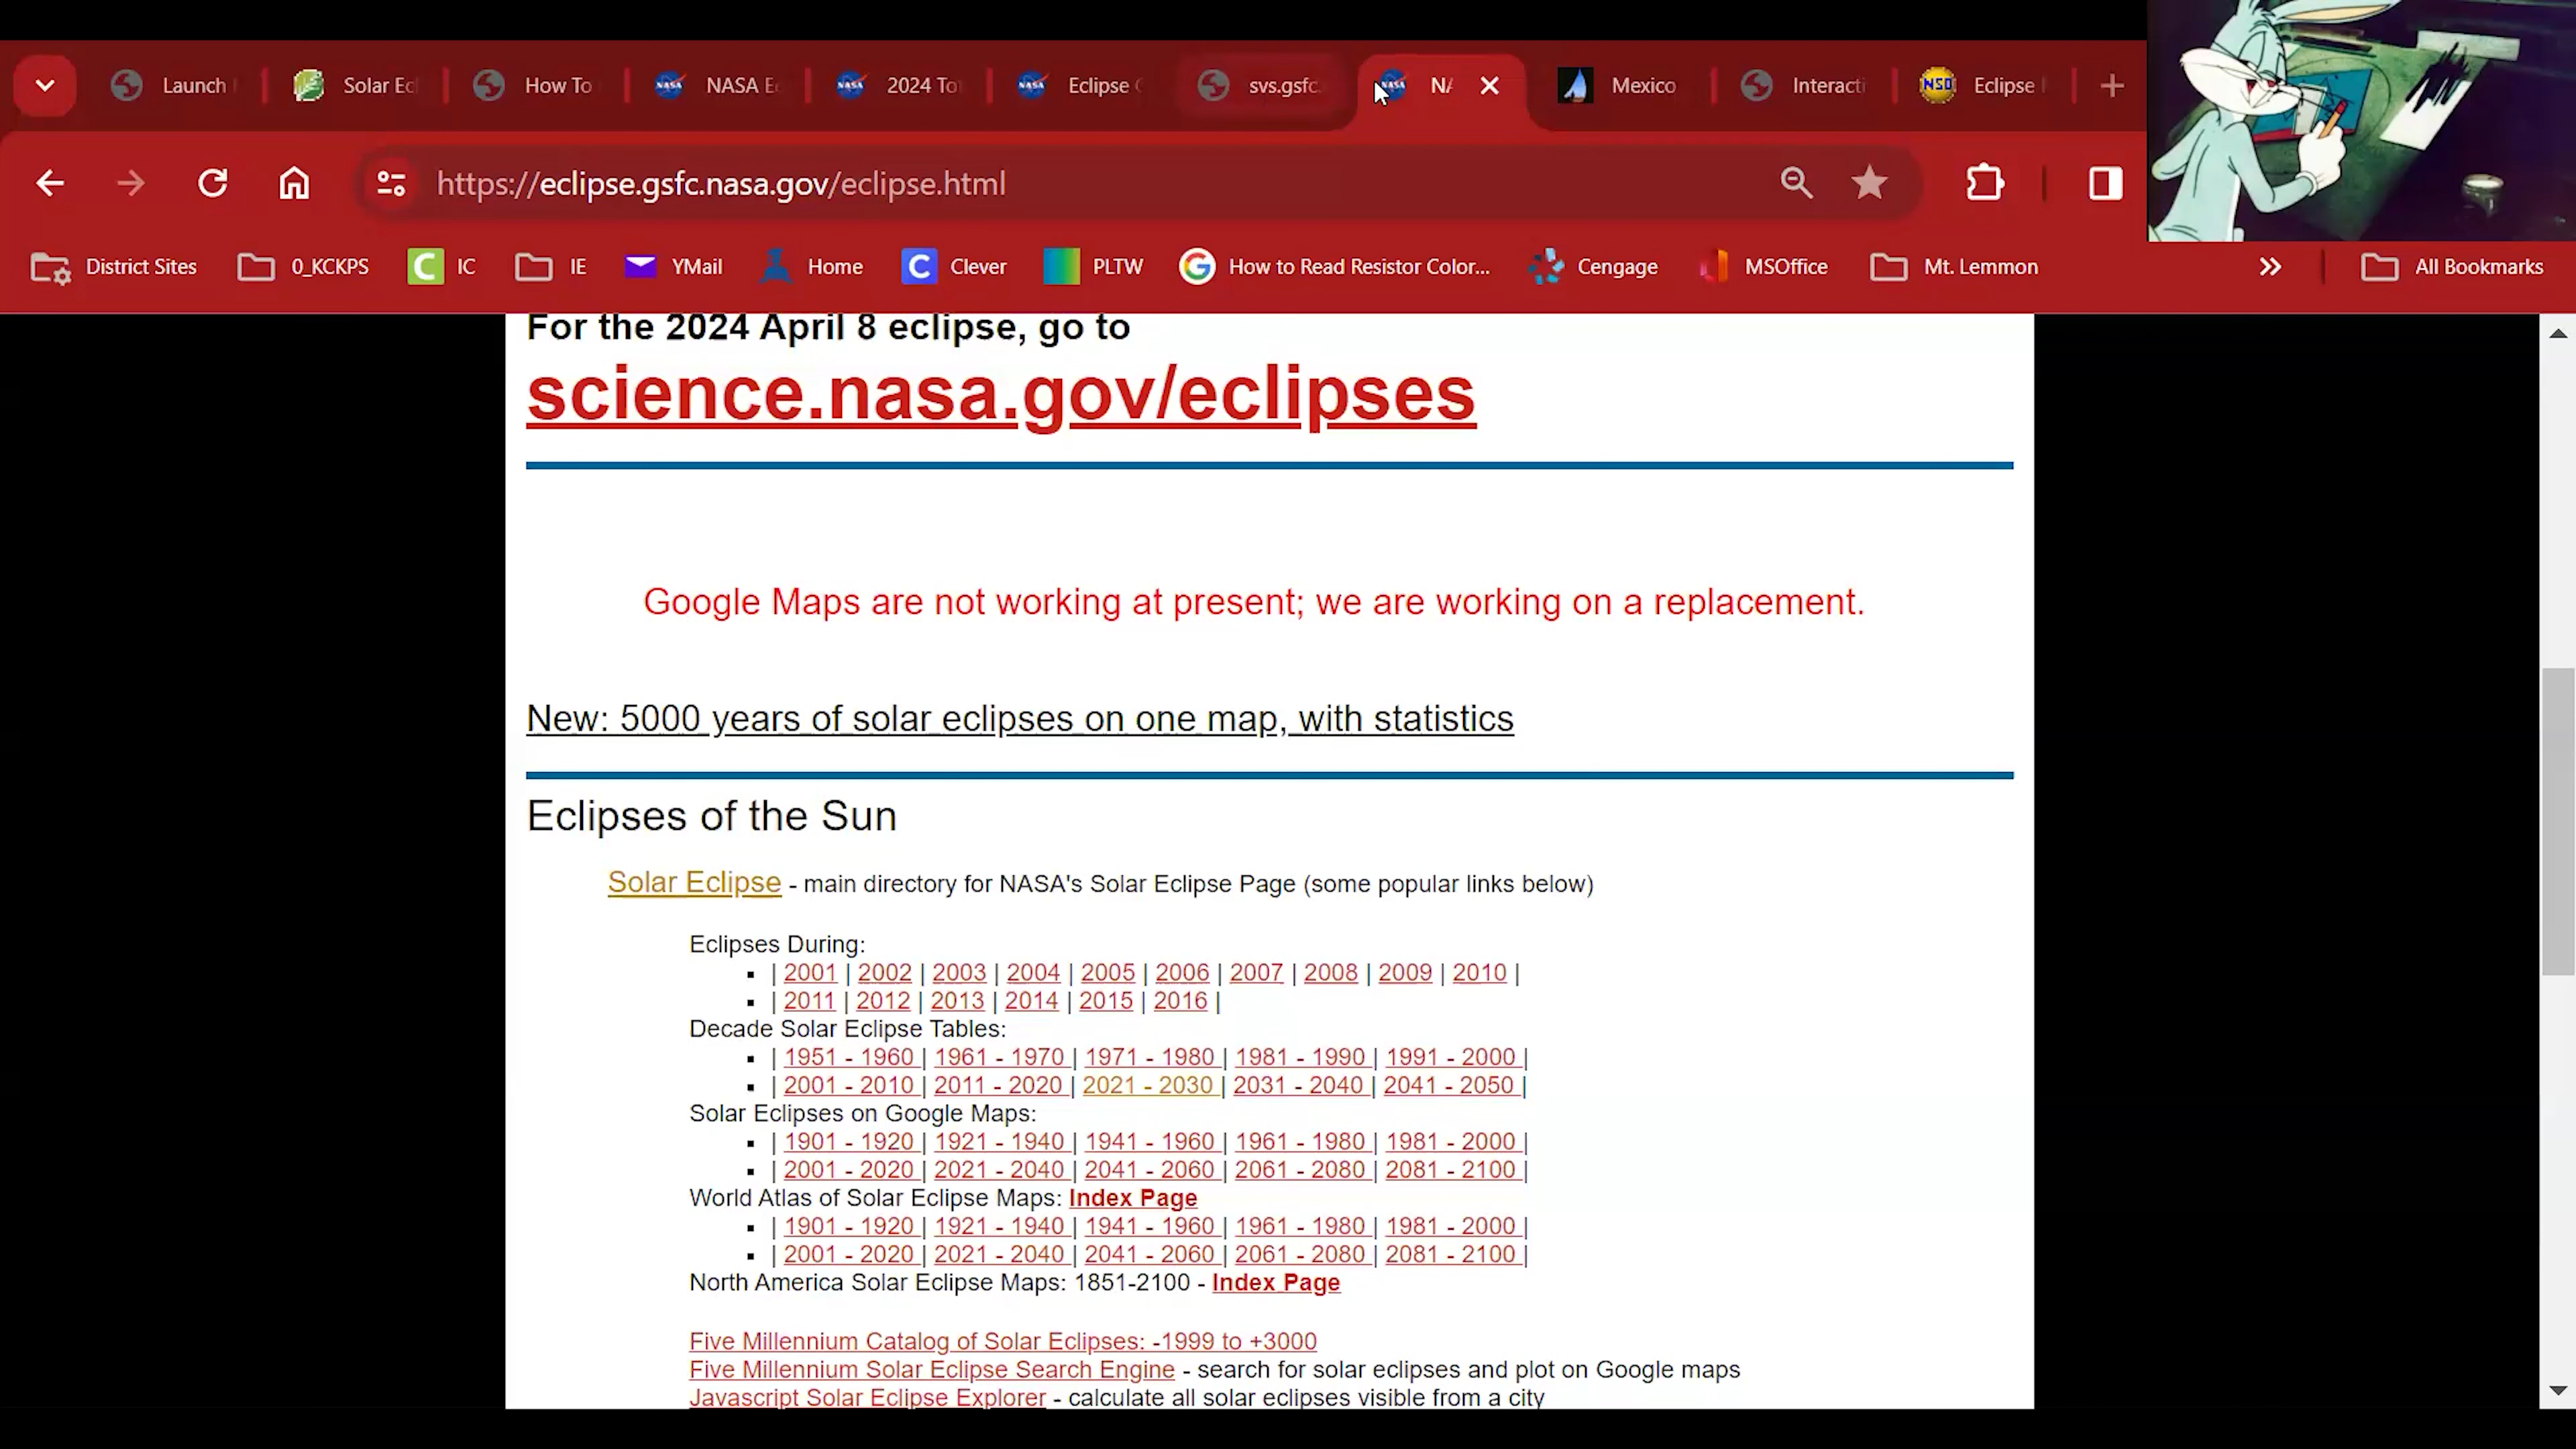 Launch
Solar Ecl
How To
NASA Ec
2024 To
Eclipse
svs.gsfc.
NA
Mexico
Interacti
NSO
Eclipse
https://eclipse.gsfc.nasa.gov/eclipse.html
District Sites
0_KCKPS
C
IC
IE
YMail
Home
C
Clever
PLTW
G
How to Read Resistor Color...
Cengage
MSOffice
Mt. Lemmon
All Bookmarks
For the 2024 April 8 eclipse, go to
science.nasa.gov/eclipses
Google Maps are not working at present; we are working on a replacement.
New: 5000 years of solar eclipses on one map, with statistics
Eclipses of the Sun
Solar Eclipse - main directory for NASA's Solar Eclipse Page (some popular links below)
Eclipses During:
▪ | 2001 | 2002 | 2003 | 2004 | 2005 | 2006 | 2007 | 2008 | 2009 | 2010 |
▪ | 2011 | 2012 | 2013 | 2014 | 2015 | 2016 |
Decade Solar Eclipse Tables:
▪ | 1951 - 1960 | 1961 - 1970 | 1971 - 1980 | 1981 - 1990 | 1991 - 2000 |
▪ | 2001 - 2010 | 2011 - 2020 | 2021 - 2030 | 2031 - 2040 | 2041 - 2050 |
Solar Eclipses on Google Maps:
▪ | 1901 - 1920 | 1921 - 1940 | 1941 - 1960 | 1961 - 1980 | 1981 - 2000 |
▪ | 2001 - 2020 | 2021 - 2040 | 2041 - 2060 | 2061 - 2080 | 2081 - 2100 |
World Atlas of Solar Eclipse Maps: Index Page
▪ | 1901 - 1920 | 1921 - 1940 | 1941 - 1960 | 1961 - 1980 | 1981 - 2000 |
▪ | 2001 - 2020 | 2021 - 2040 | 2041 - 2060 | 2061 - 2080 | 2081 - 2100 |
North America Solar Eclipse Maps: 1851-2100 - Index Page
Five Millennium Catalog of Solar Eclipses: -1999 to +3000
Five Millennium Solar Eclipse Search Engine - search for solar eclipses and plot on Google maps
Javascript Solar Eclipse Explorer - calculate all solar eclipses visible from a city